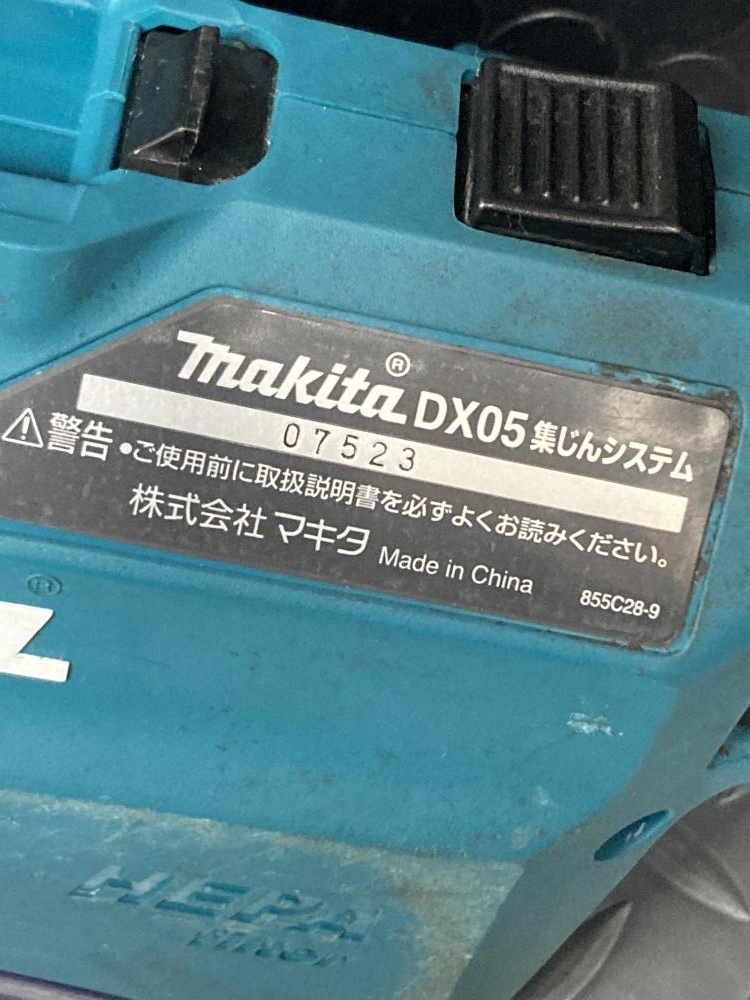 makita® DX05 集じんシステム
07523
⚠警告 •ご使用前に取扱説明書を必ずよくお読みください。
株式会社 マキタ Made in China 855C28-9
HEPA
filter